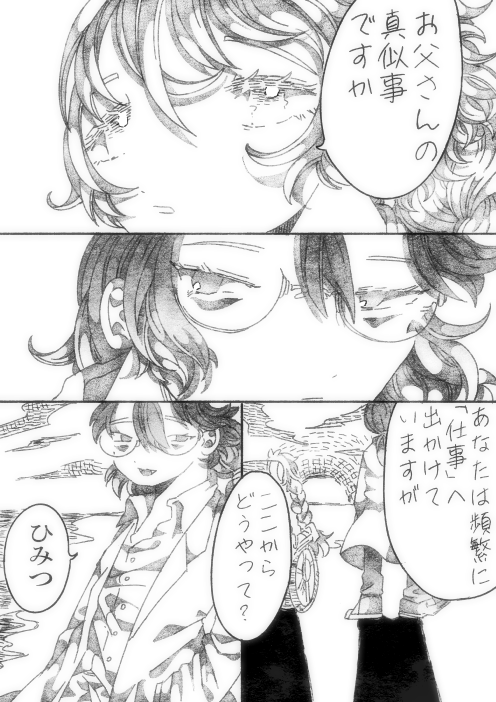 お父さんの
真似事
ですか
あなたは頻繁に
「仕事」へ
出かけて
いますが
ここから
どうやって?
ひみつ